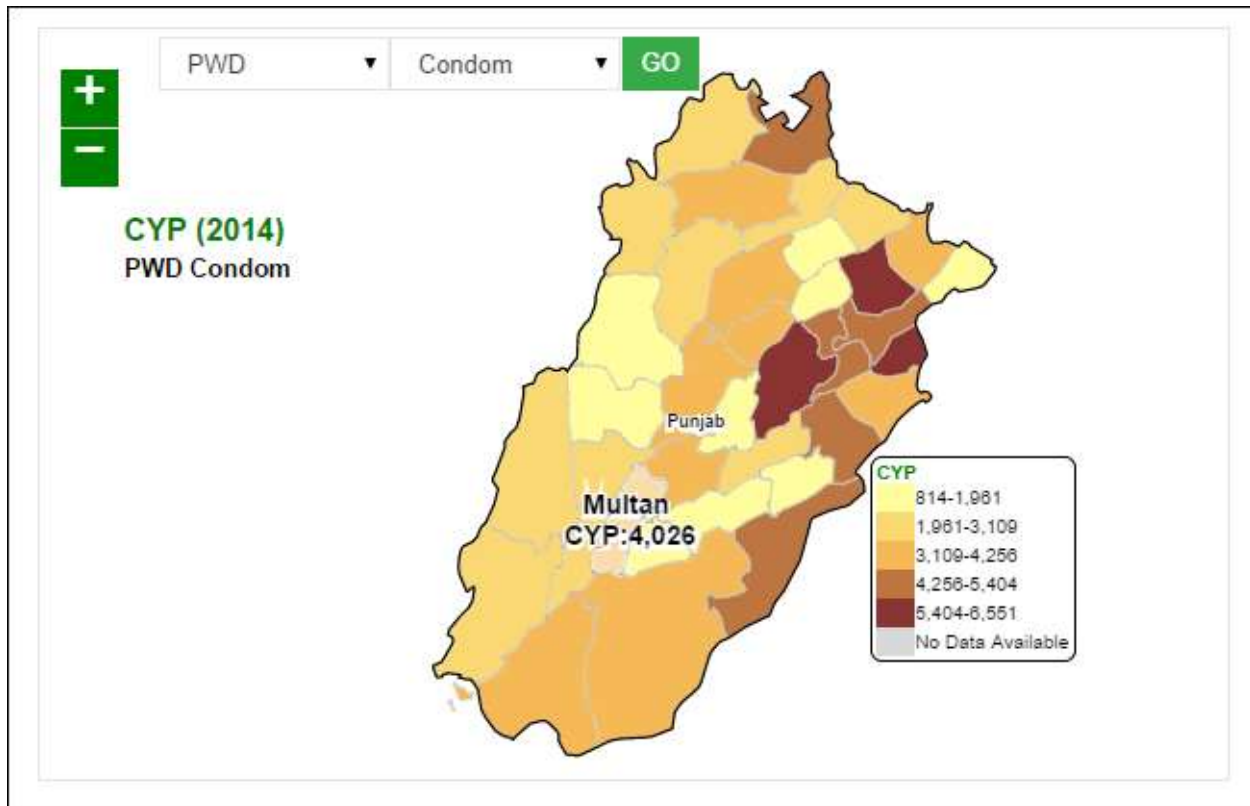 PWD ▼ Condom ▼ GO
+
−
CYP (2014)
PWD Condom
Punjab
Multan
CYP:4,026
CYP
814-1,961
1,961-3,109
3,109-4,256
4,256-5,404
5,404-6,551
No Data Available